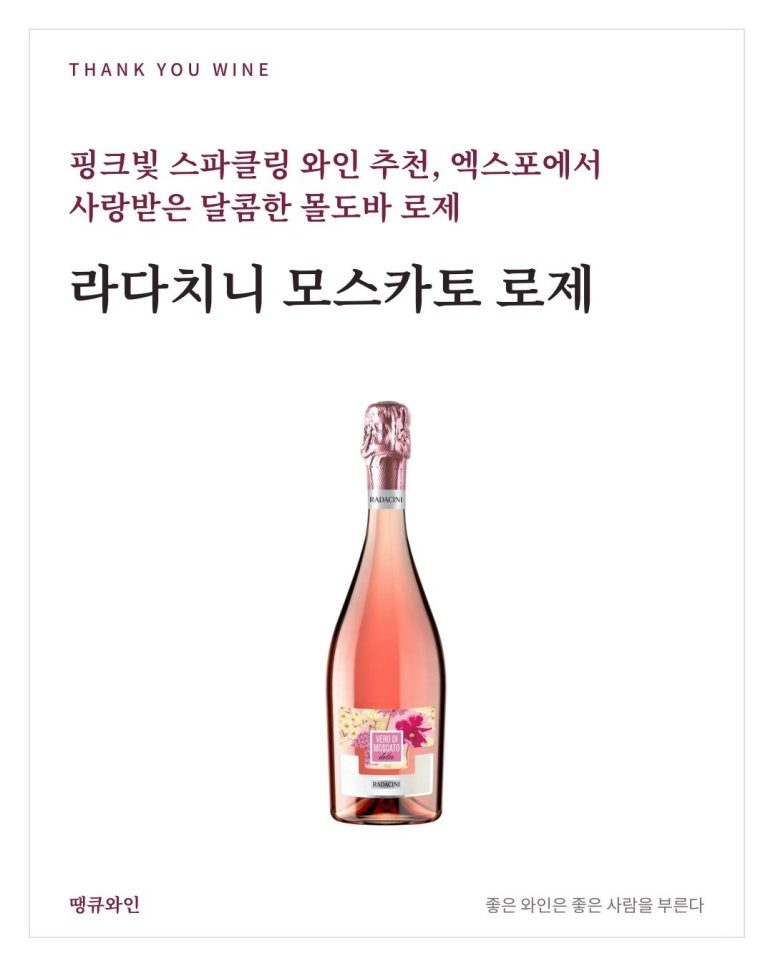 THANK YOU WINE
핑크빛 스파클링 와인 추천, 엑스포에서
사랑받은 달콤한 몰도바 로제
라다치니 모스카토 로제
RADACINI
VERO DI
MOSCATO
dolce
RADACINI
땡큐와인
좋은 와인은 좋은 사람을 부른다